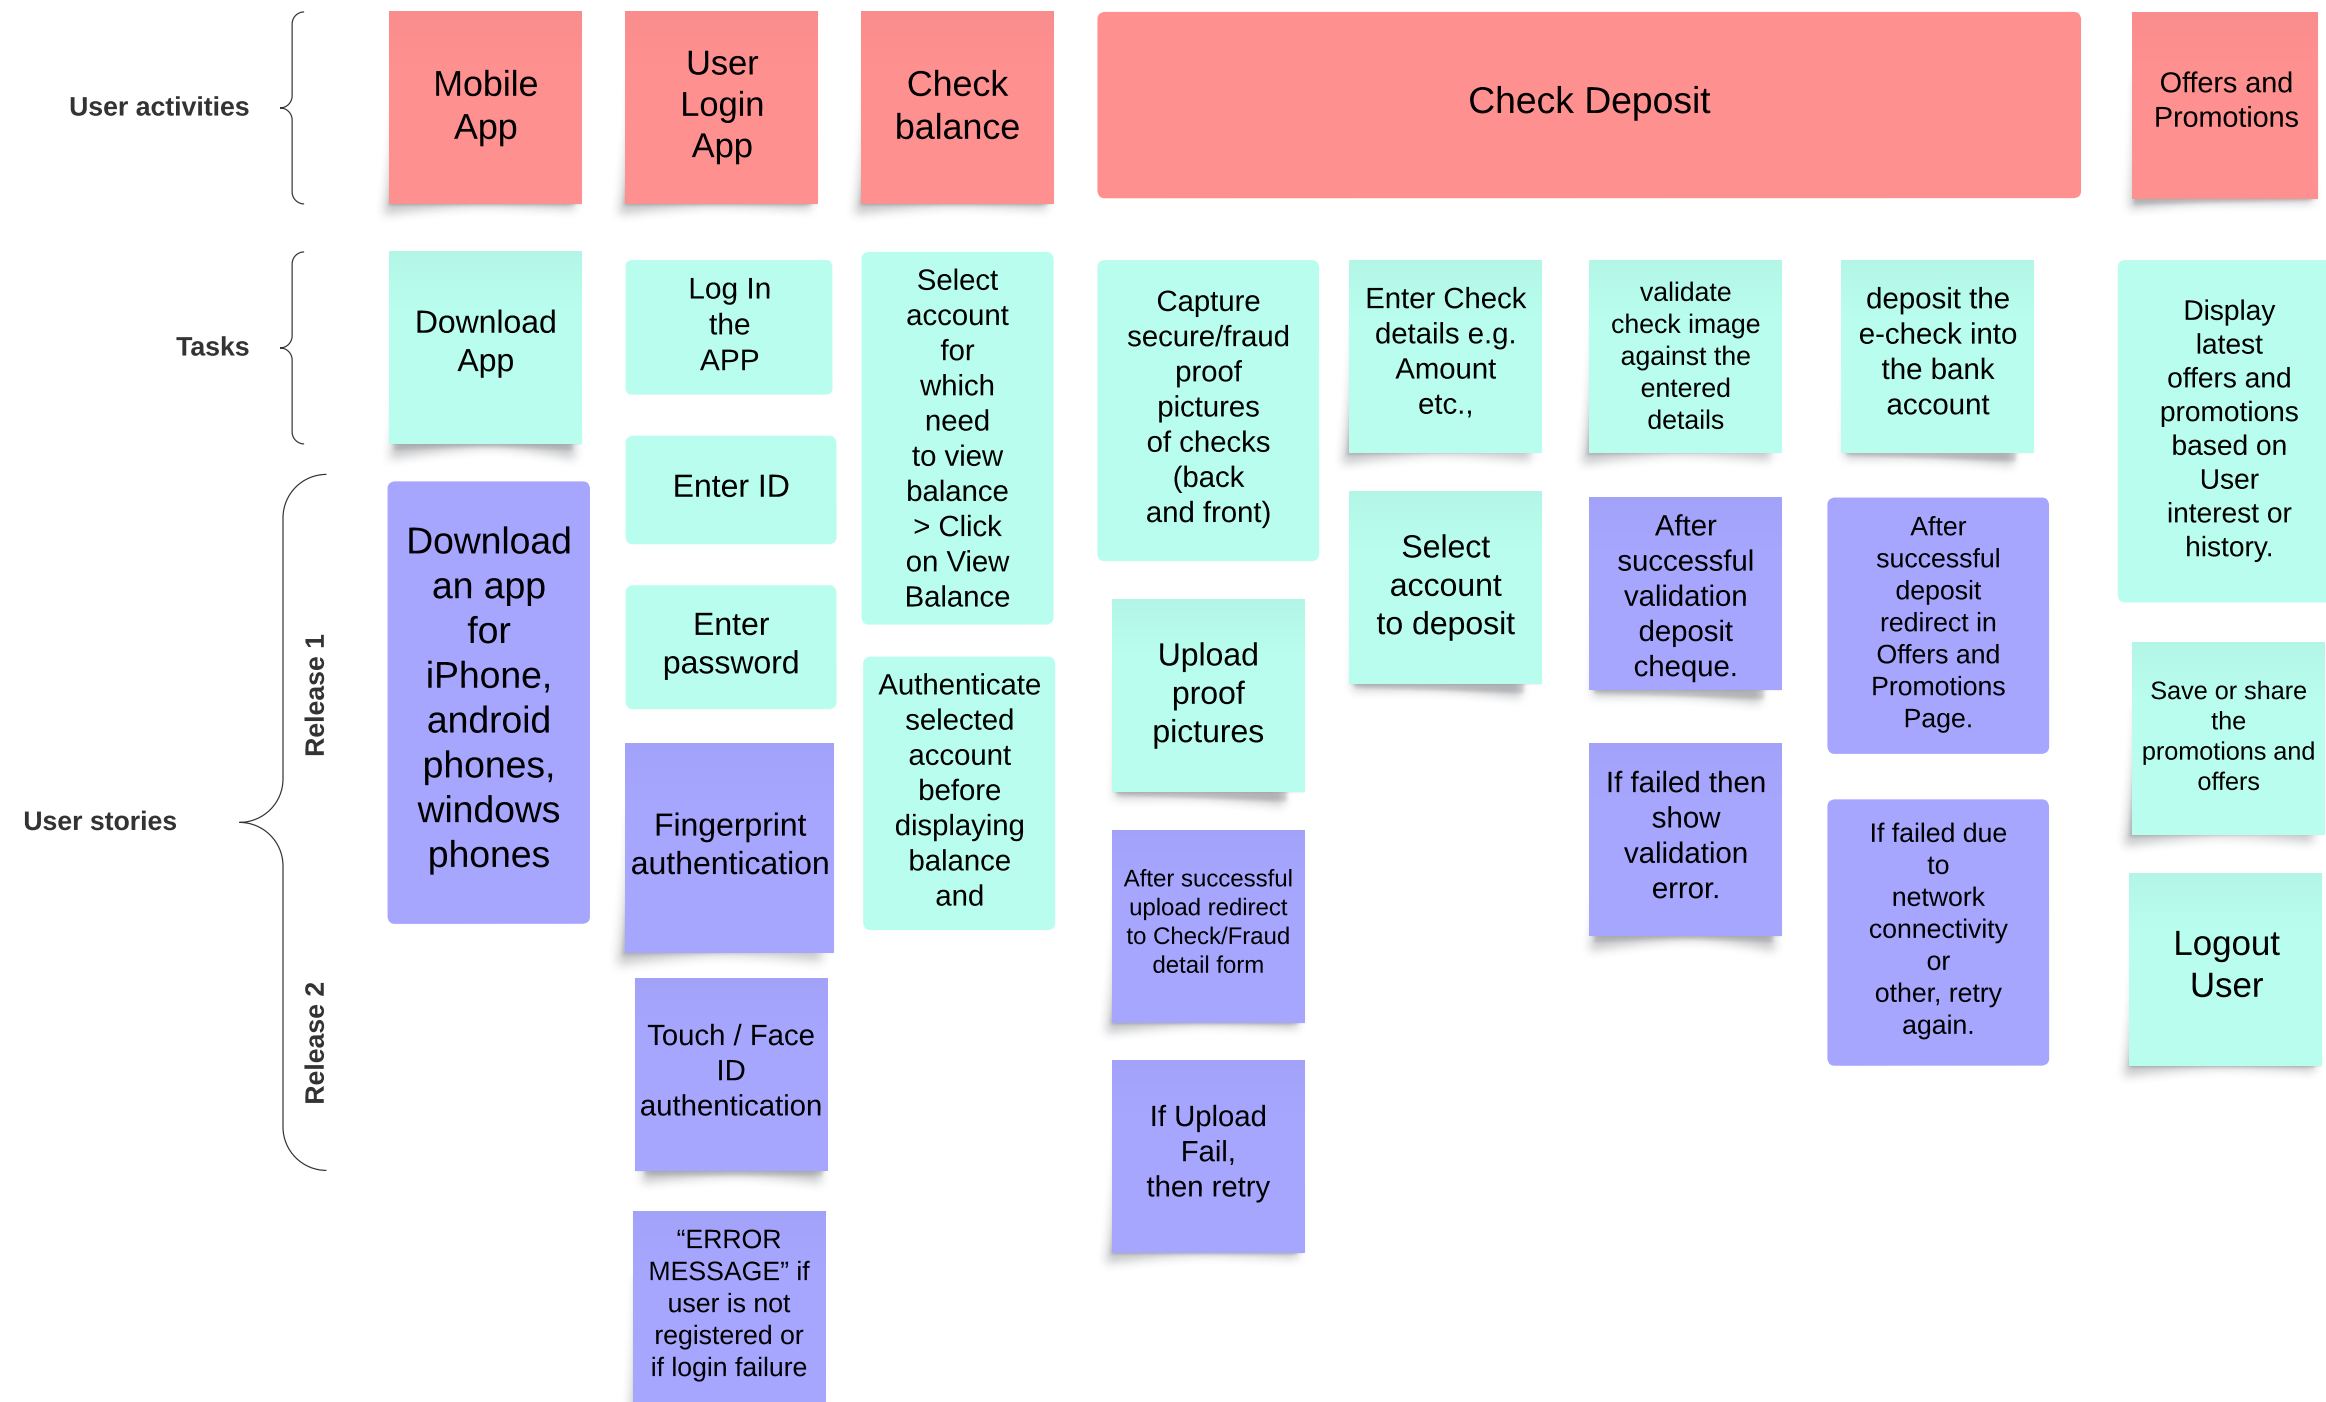 User activities
Mobile
App
User
Login
App
Check
balance
Check Deposit
Offers and
Promotions
Tasks
Download
App
Log In
the
APP
Enter ID
Enter
password
Select
account
for
which
need
to view
balance
> Click
on View
Balance
Authenticate
selected
account
before
displaying
balance
and
Capture
secure/fraud
proof
pictures
of checks
(back
and front)
Upload
proof
pictures
Enter Check
details e.g.
Amount
etc.,
Select
account
to deposit
validate
check image
against the
entered
details
deposit the
e-check into
the bank
account
Display
latest
offers and
promotions
based on
User
interest or
history.
Save or share
the
promotions and
offers
Logout
User
User stories
Release 1
Release 2
Download
an app
for
iPhone,
android
phones,
windows
phones
Fingerprint
authentication
Touch / Face
ID
authentication
“ERROR
MESSAGE” if
user is not
registered or
if login failure
After successful
upload redirect
to Check/Fraud
detail form
If Upload
Fail,
then retry
After
successful
validation
deposit
cheque.
If failed then
show
validation
error.
After
successful
deposit
redirect in
Offers and
Promotions
Page.
If failed due
to
network
connectivity
or
other, retry
again.